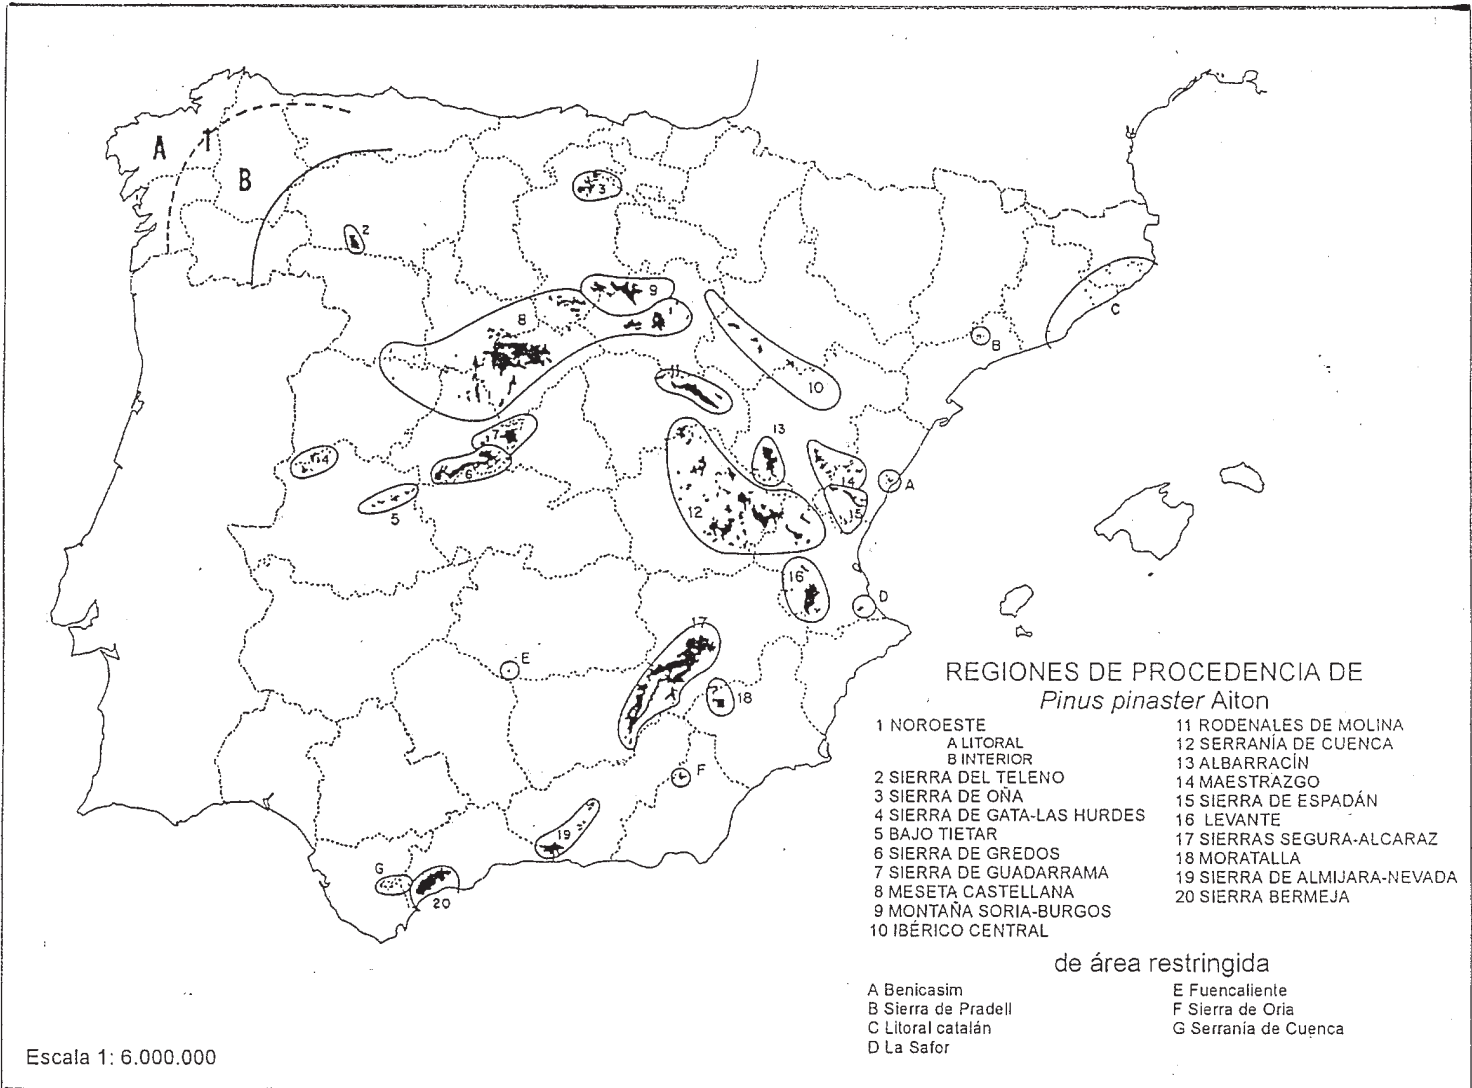 A
1
B
2
3
8
9
C
B
10
11
7
6
4
5
13
12
14
15
A
16
D
17
E
18
F
19
G
20
REGIONES DE PROCEDENCIA DE
Pinus pinaster Aiton
1 NOROESTE
A LITORAL
B INTERIOR
2 SIERRA DEL TELENO
3 SIERRA DE OÑA
4 SIERRA DE GATA-LAS HURDES
5 BAJO TIETAR
6 SIERRA DE GREDOS
7 SIERRA DE GUADARRAMA
8 MESETA CASTELLANA
9 MONTAÑA SORIA-BURGOS
10 IBÉRICO CENTRAL
11 RODENALES DE MOLINA
12 SERRANÍA DE CUENCA
13 ALBARRACÍN
14 MAESTRAZGO
15 SIERRA DE ESPADÁN
16 LEVANTE
17 SIERRAS SEGURA-ALCARAZ
18 MORATALLA
19 SIERRA DE ALMIJARA-NEVADA
20 SIERRA BERMEJA
de área restringida
A Benicasim
B Sierra de Pradell
C Litoral catalán
D La Safor
E Fuencaliente
F Sierra de Oria
G Serranía de Cuenca
Escala 1: 6.000.000